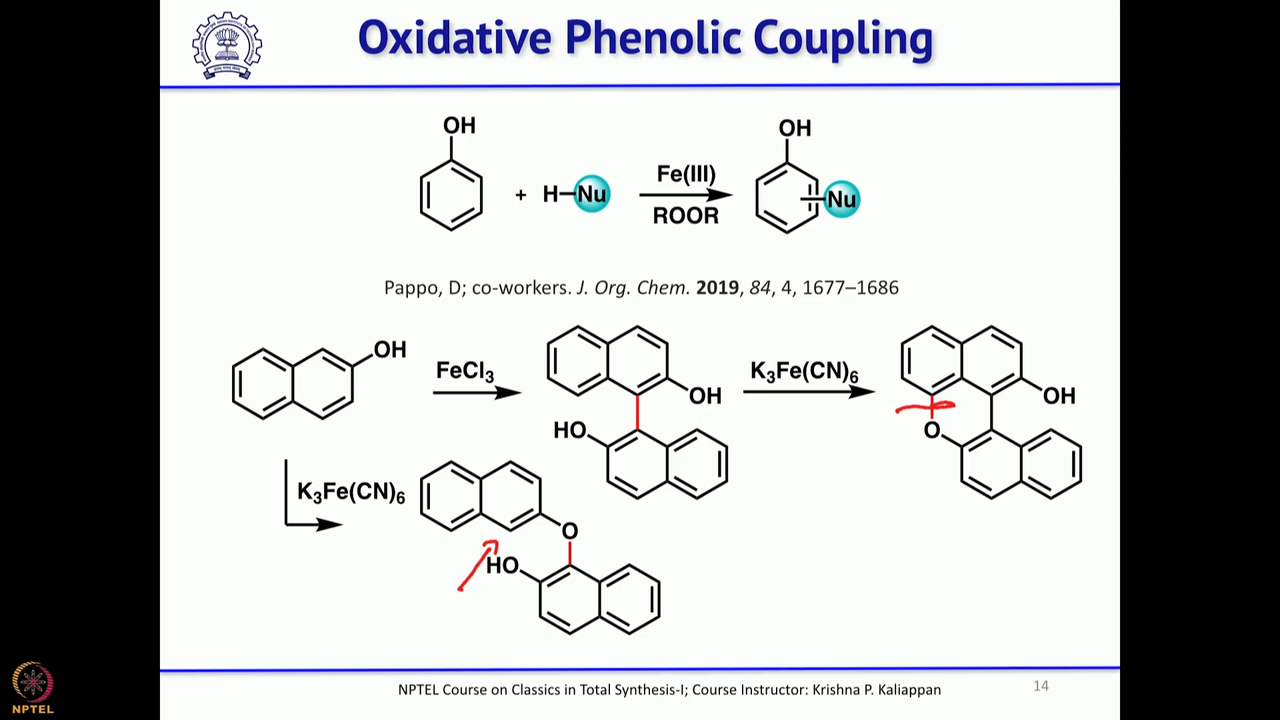 Oxidative Phenolic Coupling
OH
+ H–Nu
Fe(III)
ROOR
OH
Nu
Pappo, D; co-workers. J. Org. Chem. 2019, 84, 4, 1677–1686
OH
FeCl3
OH
HO
K3Fe(CN)6
OH
O
K3Fe(CN)6
O
HO
NPTEL Course on Classics in Total Synthesis-I; Course Instructor: Krishna P. Kaliappan
14
NPTEL